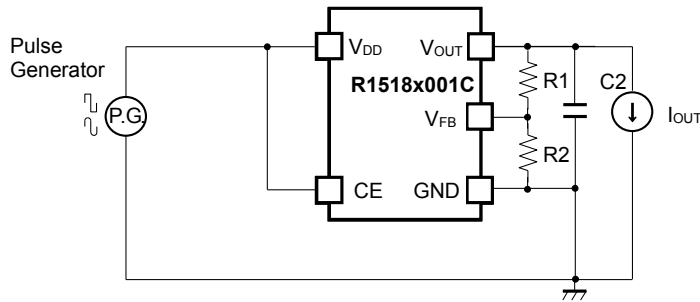 Pulse
Generator
P.G.
VDD
VOUT
R1518x001C
VFB
CE
GND
R1
R2
C2
IOUT